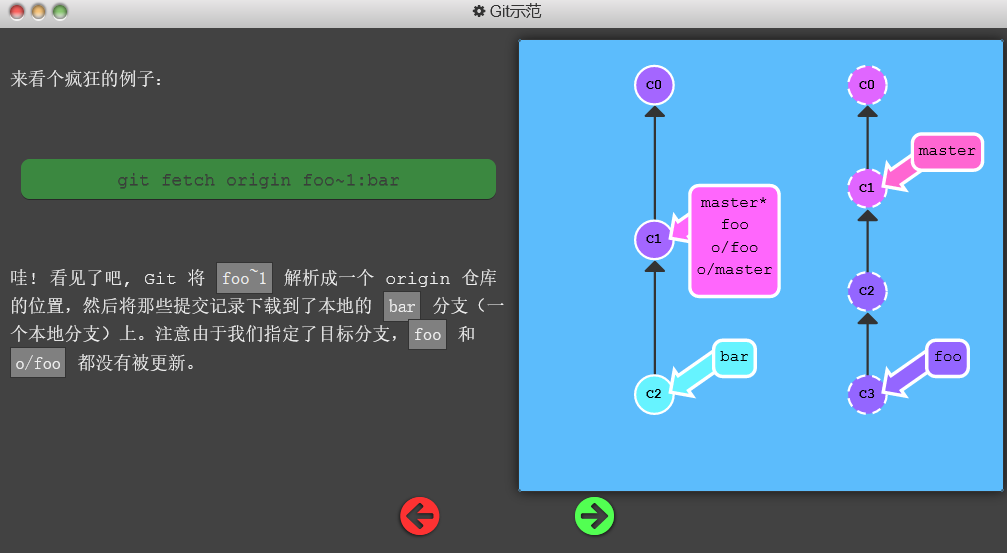 Git示范
来看个疯狂的例子：
git fetch origin foo~1:bar
哇! 看见了吧, Git 将 foo~1 解析成一个 origin 仓库
的位置，然后将那些提交记录下载到了本地的 bar 分支（一
个本地分支）上。注意由于我们指定了目标分支，foo 和
o/foo 都没有被更新。
C0
C1
master*
foo
o/foo
o/master
bar
C2
C0
master
C1
C2
foo
C3